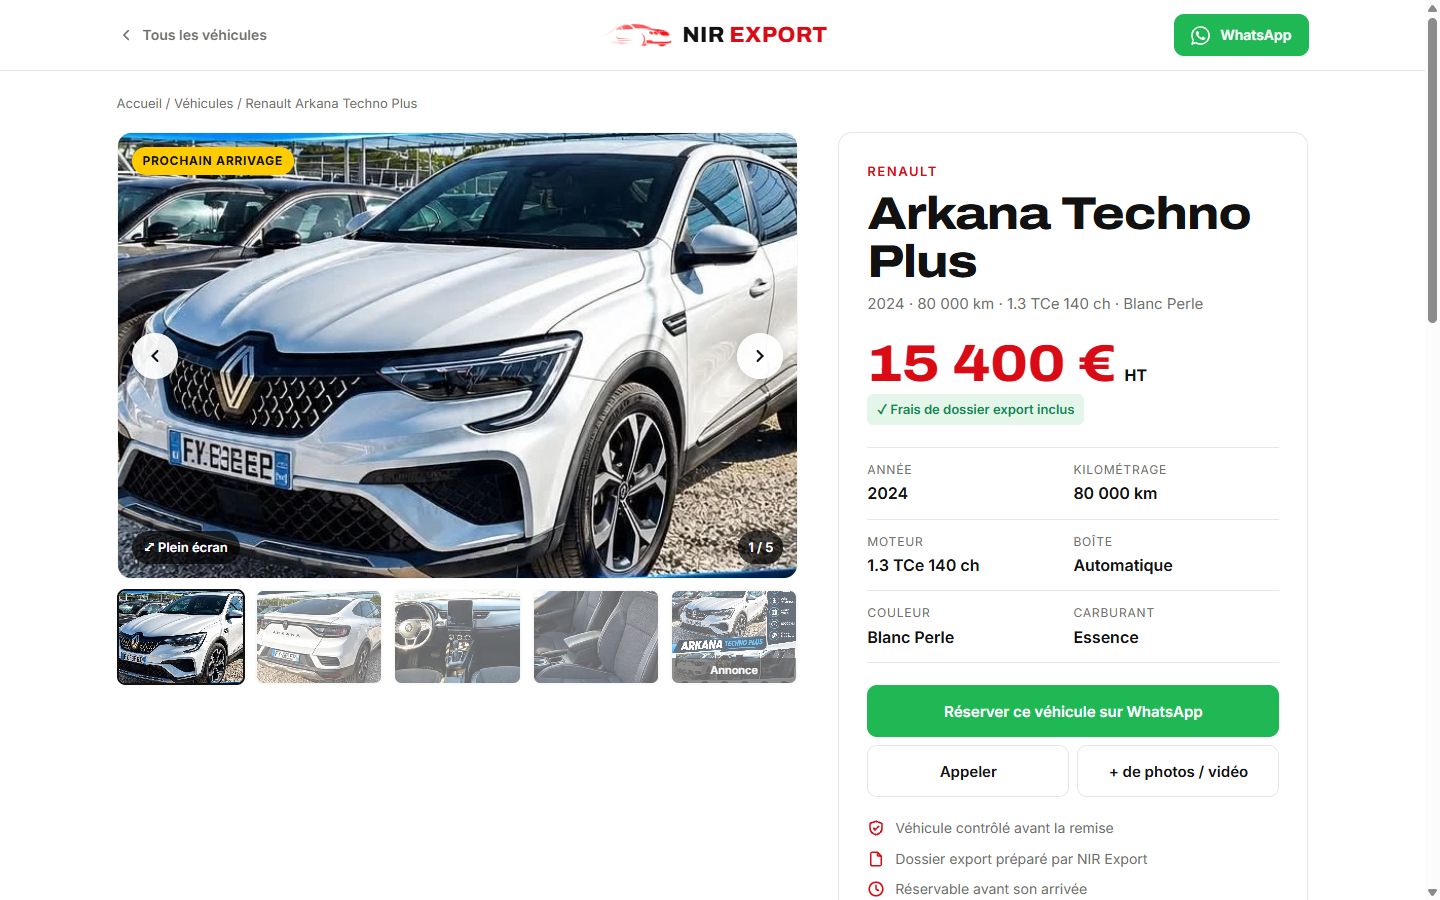 Tous les véhicules
NIR EXPORT
WhatsApp
Accueil / Véhicules / Renault Arkana Techno Plus
PROCHAIN ARRIVAGE
Plein écran
1 / 5
ARKANA
ARKANA TECHNO PLUS
Annonce
RENAULT
Arkana Techno
Plus
2024 · 80 000 km · 1.3 TCe 140 ch · Blanc Perle
15 400 € HT
✓ Frais de dossier export inclus
ANNÉE
2024
KILOMÉTRAGE
80 000 km
MOTEUR
1.3 TCe 140 ch
BOÎTE
Automatique
COULEUR
Blanc Perle
CARBURANT
Essence
Réserver ce véhicule sur WhatsApp
Appeler
+ de photos / vidéo
Véhicule contrôlé avant la remise
Dossier export préparé par NIR Export
Réservable avant son arrivée